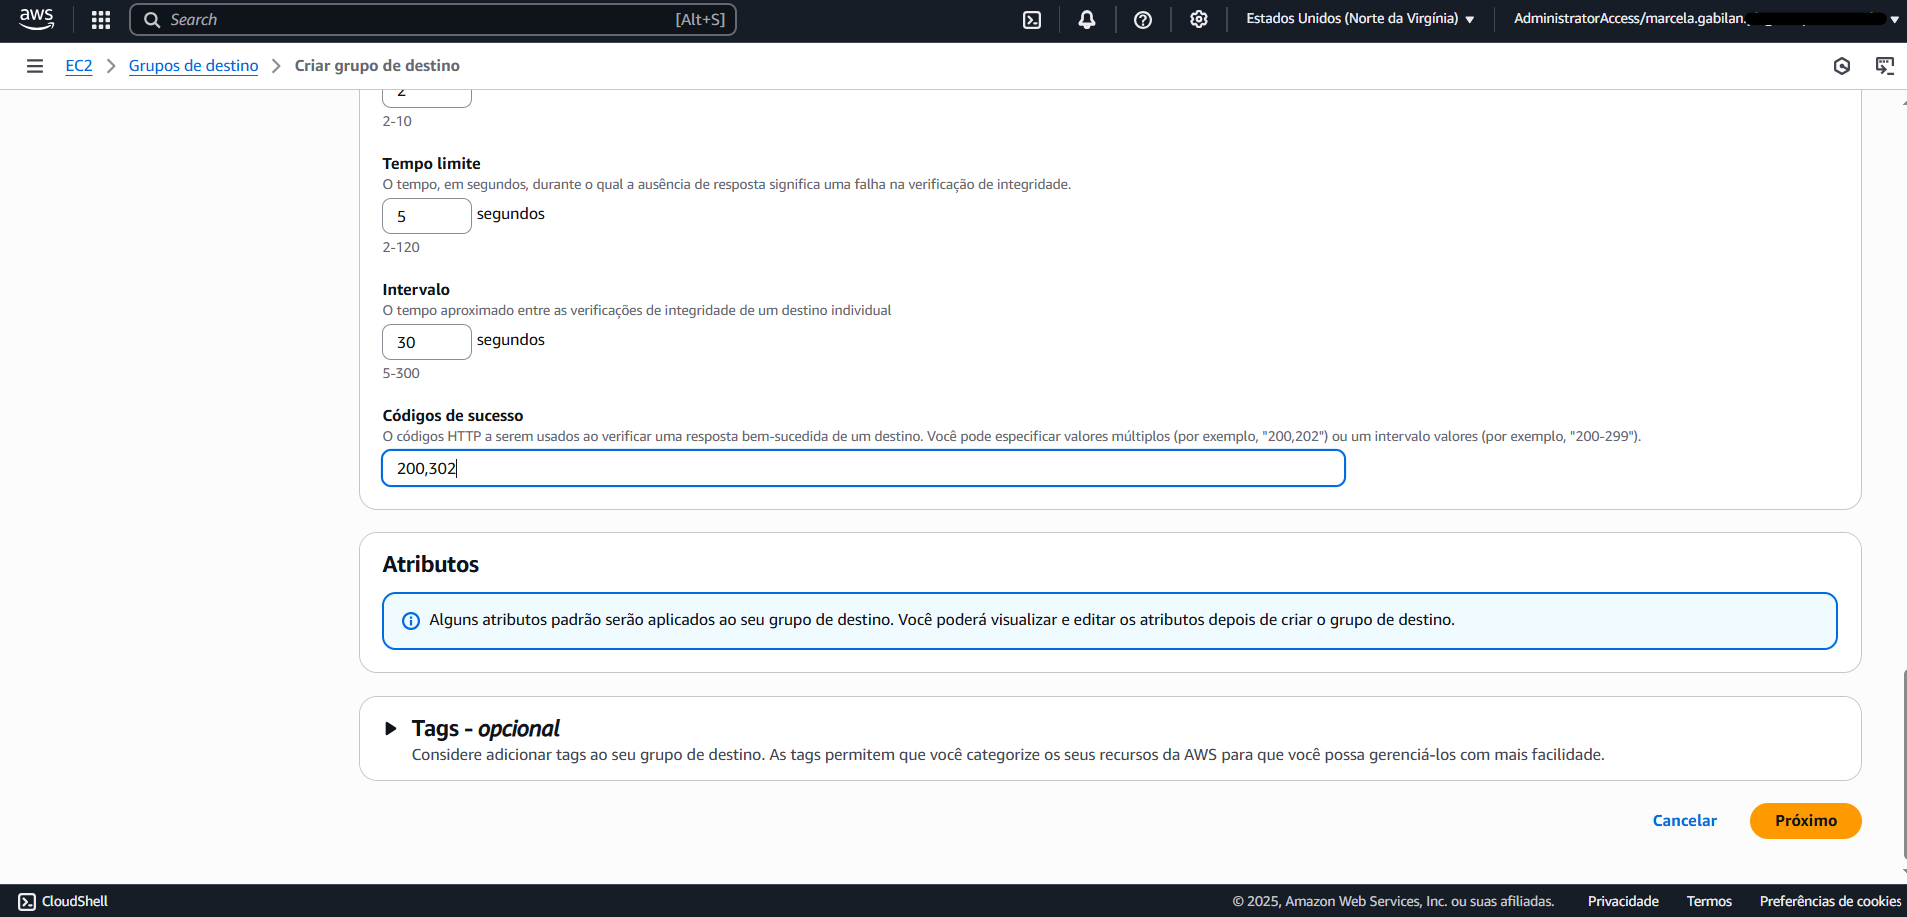 aws
Search [Alt+S]
Estados Unidos (Norte da Virgínia)
AdministratorAccess/marcela.gabilan.
EC2 > Grupos de destino > Criar grupo de destino
2
2-10
Tempo limite
O tempo, em segundos, durante o qual a ausência de resposta significa uma falha na verificação de integridade.
5 segundos
2-120
Intervalo
O tempo aproximado entre as verificações de integridade de um destino individual
30 segundos
5-300
Códigos de sucesso
O códigos HTTP a serem usados ao verificar uma resposta bem-sucedida de um destino. Você pode especificar valores múltiplos (por exemplo, "200,202") ou um intervalo valores (por exemplo, "200-299").
200,302
Atributos
Alguns atributos padrão serão aplicados ao seu grupo de destino. Você poderá visualizar e editar os atributos depois de criar o grupo de destino.
Tags - opcional
Considere adicionar tags ao seu grupo de destino. As tags permitem que você categorize os seus recursos da AWS para que você possa gerenciá-los com mais facilidade.
Cancelar
Próximo
CloudShell
© 2025, Amazon Web Services, Inc. ou suas afiliadas.
Privacidade
Termos
Preferências de cookies